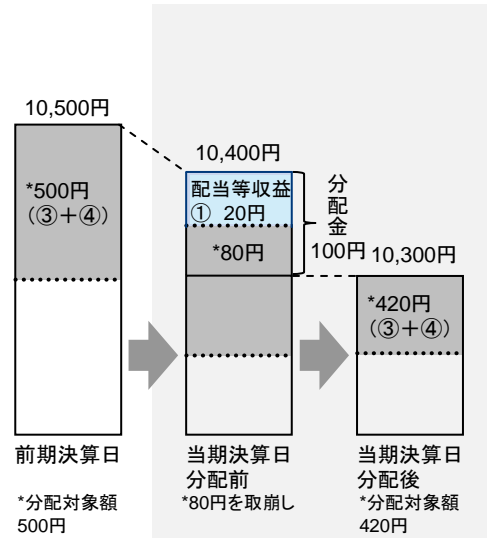 10,500円
*500円
(③+④)
前期決算日
*分配対象額
500円
10,400円
配当等収益
① 20円
*80円
分配金
100円
当期決算日
分配前
*80円を取崩し
10,300円
*420円
(③+④)
当期決算日
分配後
*分配対象額
420円